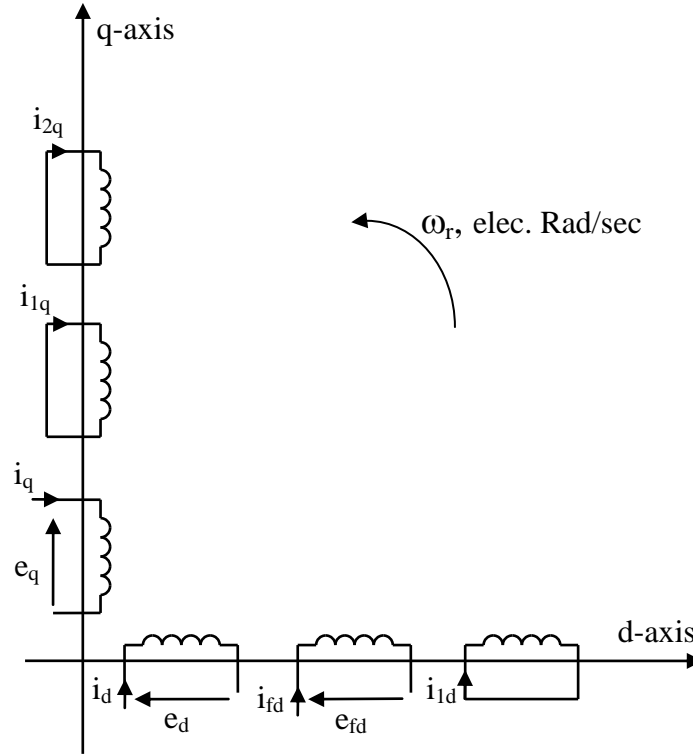 q-axis
i2q
ωr, elec. Rad/sec
i1q
iq
eq
d-axis
id
ed
ifd
efd
i1d